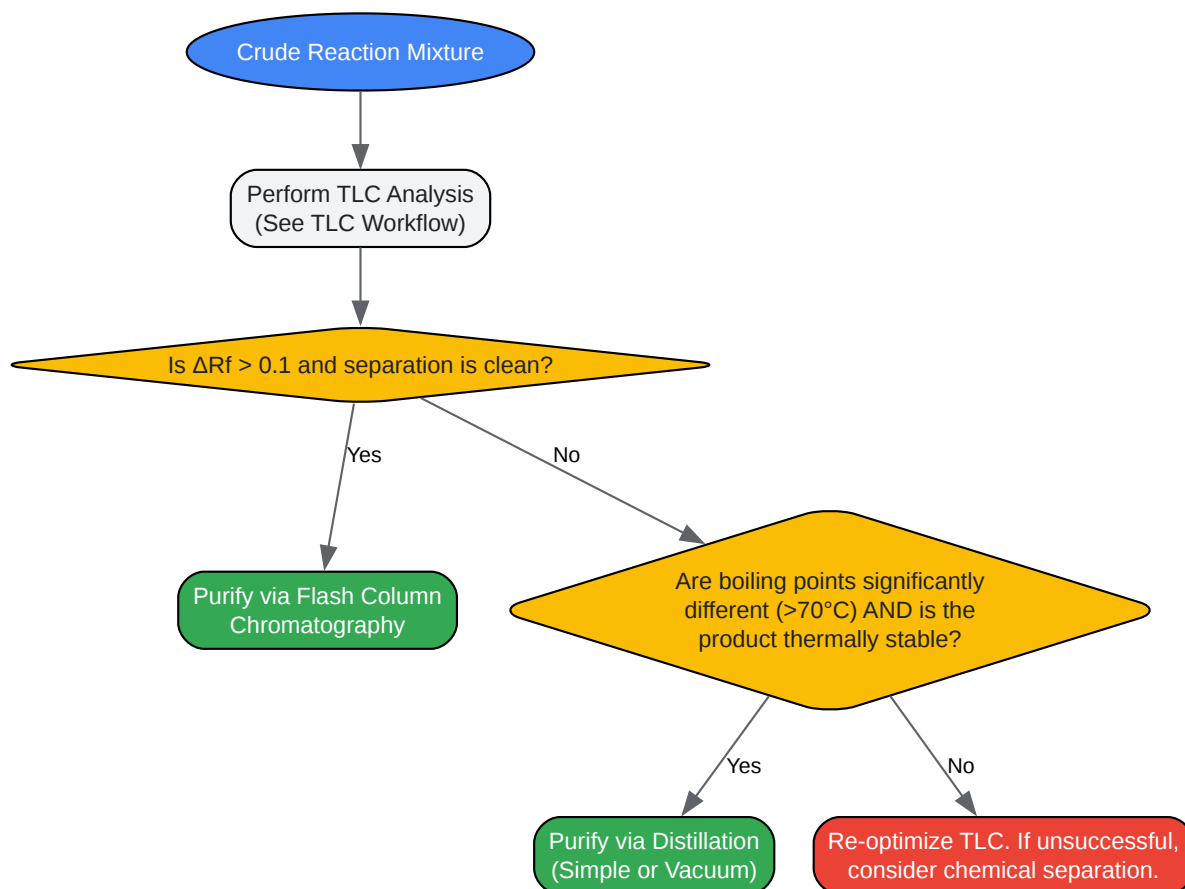 Crude Reaction Mixture
Perform TLC Analysis
(See TLC Workflow)
Is ΔRf > 0.1 and separation is clean?
Yes
No
Purify via Flash Column
Chromatography
Are boiling points significantly
different (>70°C) AND is the
product thermally stable?
Yes
No
Purify via Distillation
(Simple or Vacuum)
Re-optimize TLC. If unsuccessful,
consider chemical separation.